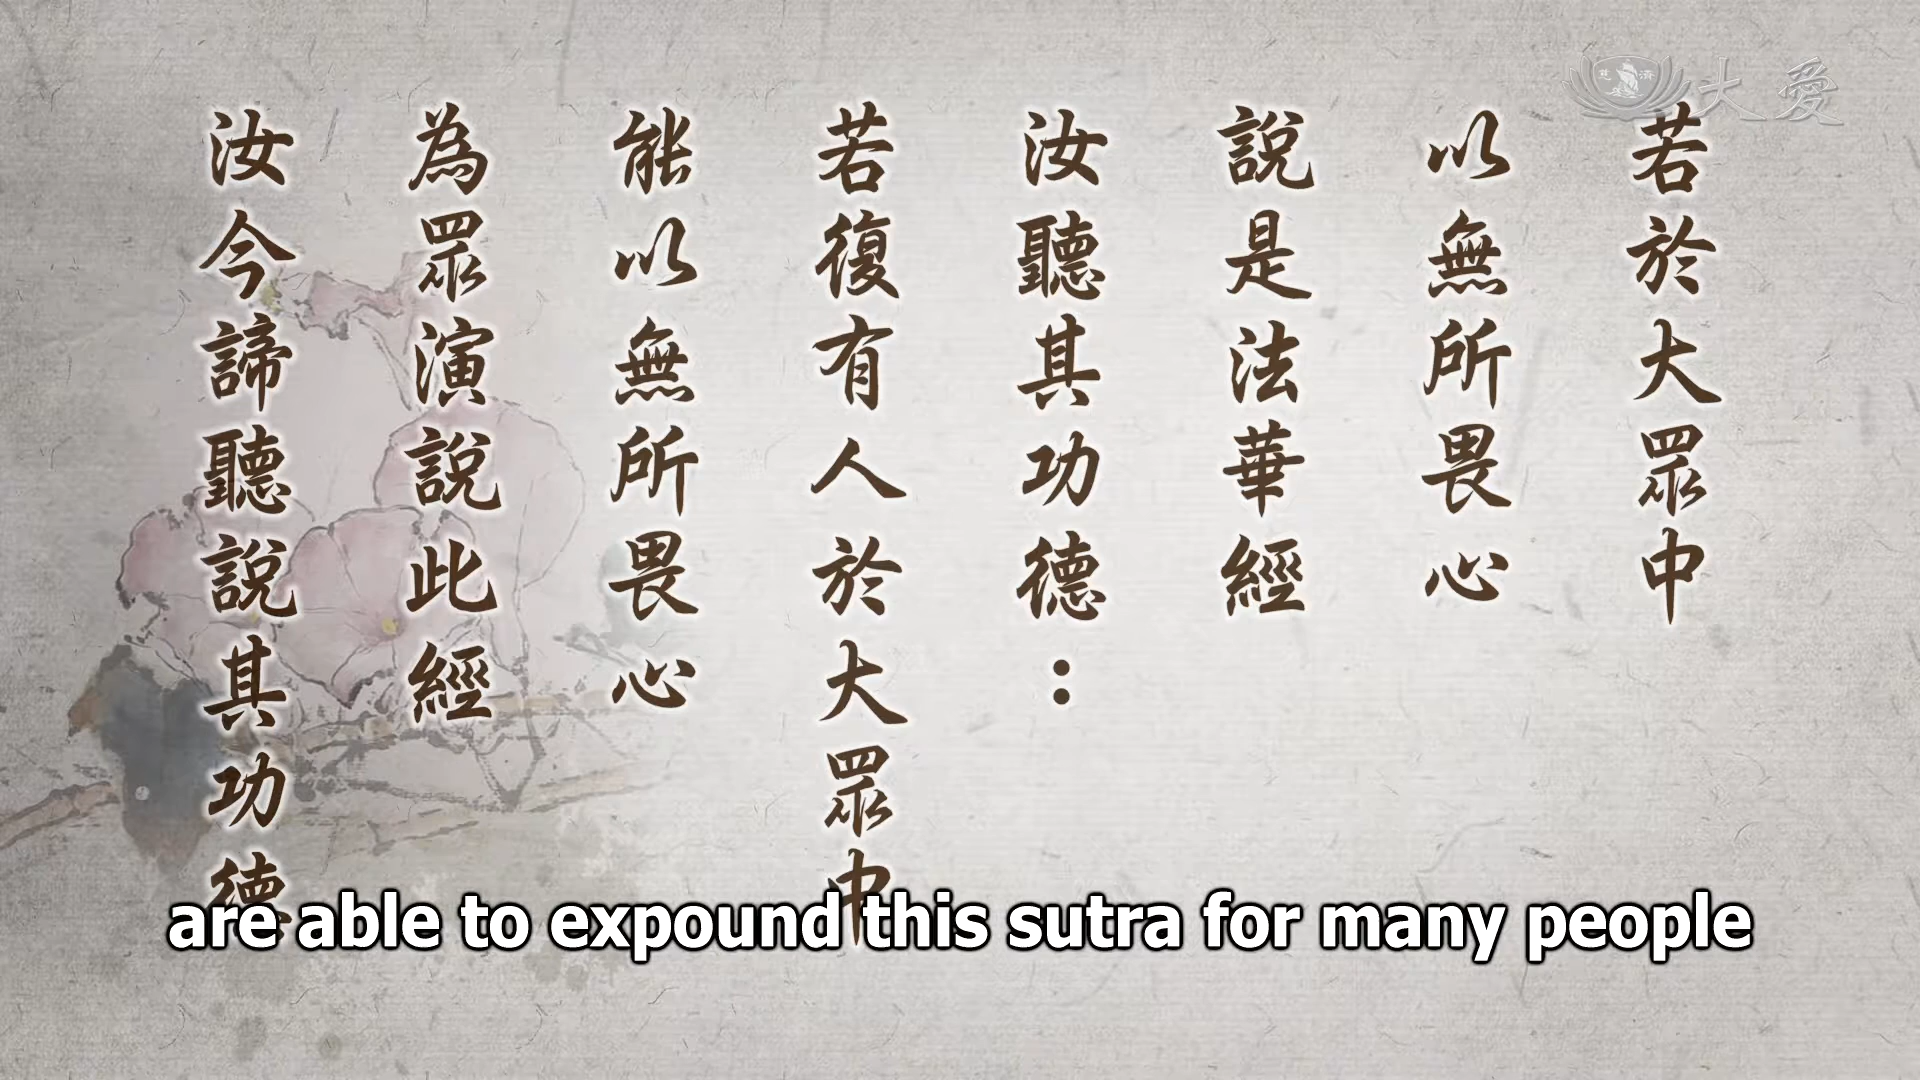 大愛
慈濟
若於大眾中
以無所畏心
說是法華經
汝聽其功德：
若復有人於大眾中
能以無所畏心
為眾演說此經
汝今諦聽說其功德
are able to expound this sutra for many people